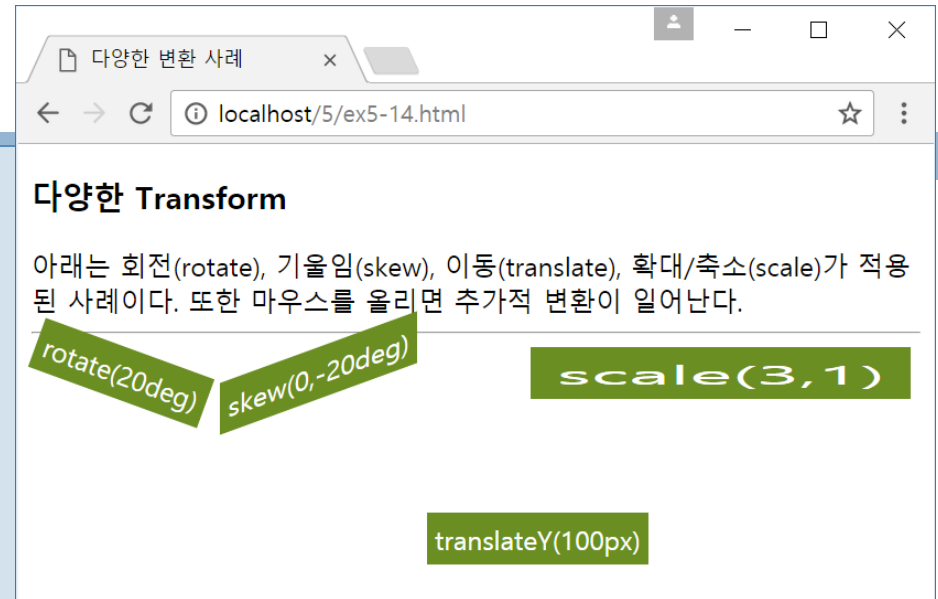 다양한 변환 사례
localhost/5/ex5-14.html
다양한 Transform
아래는 회전(rotate), 기울임(skew), 이동(translate), 확대/축소(scale)가 적용
된 사례이다. 또한 마우스를 올리면 추가적 변환이 일어난다.
rotate(20deg)
skew(0,-20deg)
scale(3,1)
translateY(100px)